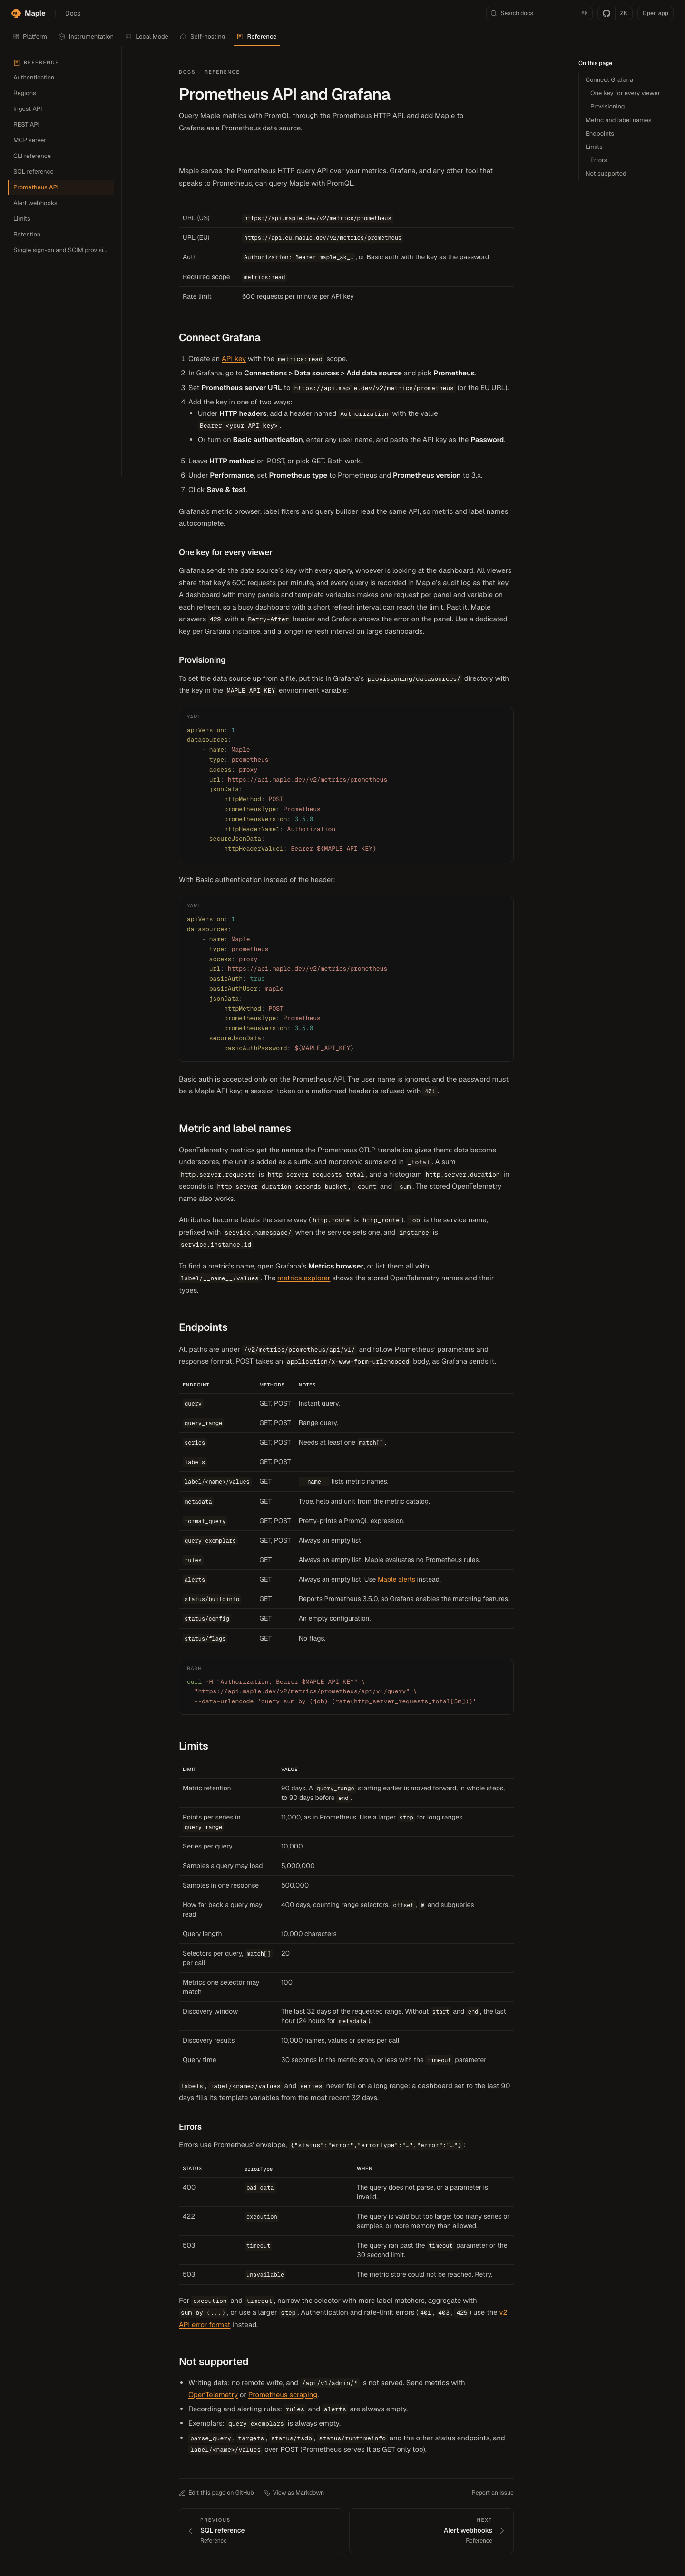 Maple
Docs
Search docs
⌘K
2K
Open app
Platform
Instrumentation
Local Mode
Self-hosting
Reference
REFERENCE
Authentication
Regions
Ingest API
REST API
MCP server
CLI reference
SQL reference
Prometheus API
Alert webhooks
Limits
Retention
Single sign-on and SCIM provisi…
DOCS REFERENCE
Prometheus API and Grafana
Query Maple metrics with PromQL through the Prometheus HTTP API, and add Maple to
Grafana as a Prometheus data source.
On this page
Connect Grafana
One key for every viewer
Provisioning
Metric and label names
Endpoints
Limits
Errors
Not supported
Maple serves the Prometheus HTTP query API over your metrics. Grafana, and any other tool that
speaks to Prometheus, can query Maple with PromQL.
URL (US) https://api.maple.dev/v2/metrics/prometheus
URL (EU) https://api.eu.maple.dev/v2/metrics/prometheus
Auth Authorization: Bearer maple_ak_…, or Basic auth with the key as the password
Required scope metrics:read
Rate limit 600 requests per minute per API key
Connect Grafana
1. Create an API key with the metrics:read scope.
2. In Grafana, go to Connections > Data sources > Add data source and pick Prometheus.
3. Set Prometheus server URL to https://api.maple.dev/v2/metrics/prometheus (or the EU URL).
4. Add the key in one of two ways:
• Under HTTP headers, add a header named Authorization with the value
Bearer <your API key>.
• Or turn on Basic authentication, enter any user name, and paste the API key as the Password.
5. Leave HTTP method on POST, or pick GET. Both work.
6. Under Performance, set Prometheus type to Prometheus and Prometheus version to 3.x.
7. Click Save & test.
Grafana's metric browser, label filters and query builder read the same API, so metric and label names
autocomplete.
One key for every viewer
Grafana sends the data source's key with every query, whoever is looking at the dashboard. All viewers
share that key's 600 requests per minute, and every query is recorded in Maple's audit log as that key.
A dashboard with many panels and template variables makes one request per panel and variable on
each refresh, so a busy dashboard with a short refresh interval can reach the limit. Past it, Maple
answers 429 with a Retry-After header and Grafana shows the error on the panel. Use a dedicated
key per Grafana instance, and a longer refresh interval on large dashboards.
Provisioning
To set the data source up from a file, put this in Grafana's provisioning/datasources/ directory with
the key in the MAPLE_API_KEY environment variable:
YAML
apiVersion: 1
datasources:
- name: Maple
type: prometheus
access: proxy
url: https://api.maple.dev/v2/metrics/prometheus
jsonData:
httpMethod: POST
prometheusType: Prometheus
prometheusVersion: 3.5.0
httpHeaderName1: Authorization
secureJsonData:
httpHeaderValue1: Bearer ${MAPLE_API_KEY}
With Basic authentication instead of the header:
YAML
apiVersion: 1
datasources:
- name: Maple
type: prometheus
access: proxy
url: https://api.maple.dev/v2/metrics/prometheus
basicAuth: true
basicAuthUser: maple
jsonData:
httpMethod: POST
prometheusType: Prometheus
prometheusVersion: 3.5.0
secureJsonData:
basicAuthPassword: ${MAPLE_API_KEY}
Basic auth is accepted only on the Prometheus API. The user name is ignored, and the password must
be a Maple API key; a session token or a malformed header is refused with 401.
Metric and label names
OpenTelemetry metrics get the names the Prometheus OTLP translation gives them: dots become
underscores, the unit is added as a suffix, and monotonic sums end in _total. A sum
http.server.requests is http_server_requests_total, and a histogram http.server.duration in
seconds is http_server_duration_seconds_bucket, _count and _sum. The stored OpenTelemetry
name also works.
Attributes become labels the same way (http.route is http_route). job is the service name,
prefixed with service.namespace/ when the service sets one, and instance is
service.instance.id.
To find a metric's name, open Grafana's Metrics browser, or list them all with
label/__name__/values. The metrics explorer shows the stored OpenTelemetry names and their
types.
Endpoints
All paths are under /v2/metrics/prometheus/api/v1/ and follow Prometheus' parameters and
response format. POST takes an application/x-www-form-urlencoded body, as Grafana sends it.
ENDPOINT METHODS NOTES
query GET, POST Instant query.
query_range GET, POST Range query.
series GET, POST Needs at least one match[].
labels GET, POST
label/<name>/values GET __name__ lists metric names.
metadata GET Type, help and unit from the metric catalog.
format_query GET, POST Pretty-prints a PromQL expression.
query_exemplars GET, POST Always an empty list.
rules GET Always an empty list: Maple evaluates no Prometheus rules.
alerts GET Always an empty list. Use Maple alerts instead.
status/buildinfo GET Reports Prometheus 3.5.0, so Grafana enables the matching features.
status/config GET An empty configuration.
status/flags GET No flags.
BASH
curl -H "Authorization: Bearer $MAPLE_API_KEY" \
"https://api.maple.dev/v2/metrics/prometheus/api/v1/query" \
--data-urlencode 'query=sum by (job) (rate(http_server_requests_total[5m]))'
Limits
LIMIT VALUE
Metric retention 90 days. A query_range starting earlier is moved forward, in whole steps,
to 90 days before end.
Points per series in 11,000, as in Prometheus. Use a larger step for long ranges.
query_range
Series per query 10,000
Samples a query may load 5,000,000
Samples in one response 500,000
How far back a query may 400 days, counting range selectors, offset, @ and subqueries
read
Query length 10,000 characters
Selectors per query, match[] 20
per call
Metrics one selector may 100
match
Discovery window The last 32 days of the requested range. Without start and end, the last
hour (24 hours for metadata).
Discovery results 10,000 names, values or series per call
Query time 30 seconds in the metric store, or less with the timeout parameter
labels, label/<name>/values and series never fail on a long range: a dashboard set to the last 90
days fills its template variables from the most recent 32 days.
Errors
Errors use Prometheus' envelope, {"status":"error","errorType":"…","error":"…"}:
STATUS errorType WHEN
400 bad_data The query does not parse, or a parameter is
invalid.
422 execution The query is valid but too large: too many series or
samples, or more memory than allowed.
503 timeout The query ran past the timeout parameter or the
30 second limit.
503 unavailable The metric store could not be reached. Retry.
For execution and timeout, narrow the selector with more label matchers, aggregate with
sum by (...), or use a larger step. Authentication and rate-limit errors (401, 403, 429) use the v2
API error format instead.
Not supported
• Writing data: no remote write, and /api/v1/admin/* is not served. Send metrics with
OpenTelemetry or Prometheus scraping.
• Recording and alerting rules: rules and alerts are always empty.
• Exemplars: query_exemplars is always empty.
• parse_query, targets, status/tsdb, status/runtimeinfo and the other status endpoints, and
label/<name>/values over POST (Prometheus serves it as GET only too).
Edit this page on GitHub
View as Markdown
Report an issue
PREVIOUS
SQL reference
Reference
NEXT
Alert webhooks
Reference